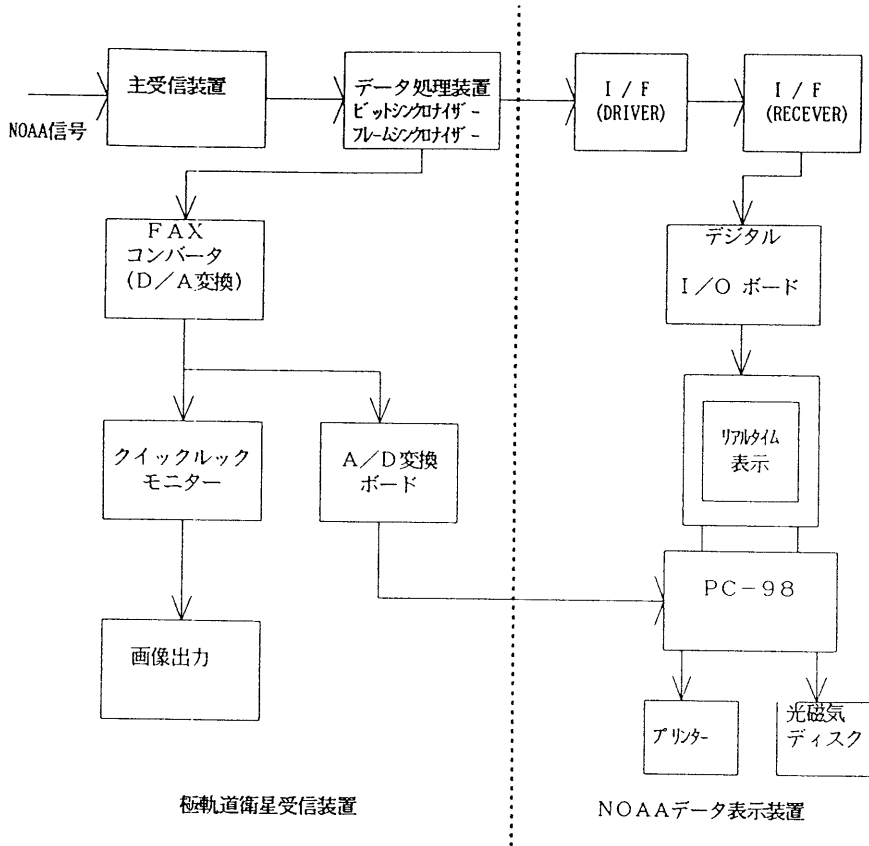 主受信装置
NOAA信号
データ処理装置
ビットシンクロナイザー
フレームシンクロナイザー
I / F
(DRIVER)
I / F
(RECEVER)
FAX
コンバータ
(D/A変換)
デジタル
I/O ボード
クイックルック
モニター
A/D変換
ボード
リアルタイム
表示
PC-98
画像出力
プリンター
光磁気
ディスク
極軌道衛星受信装置
NOAAデータ表示装置